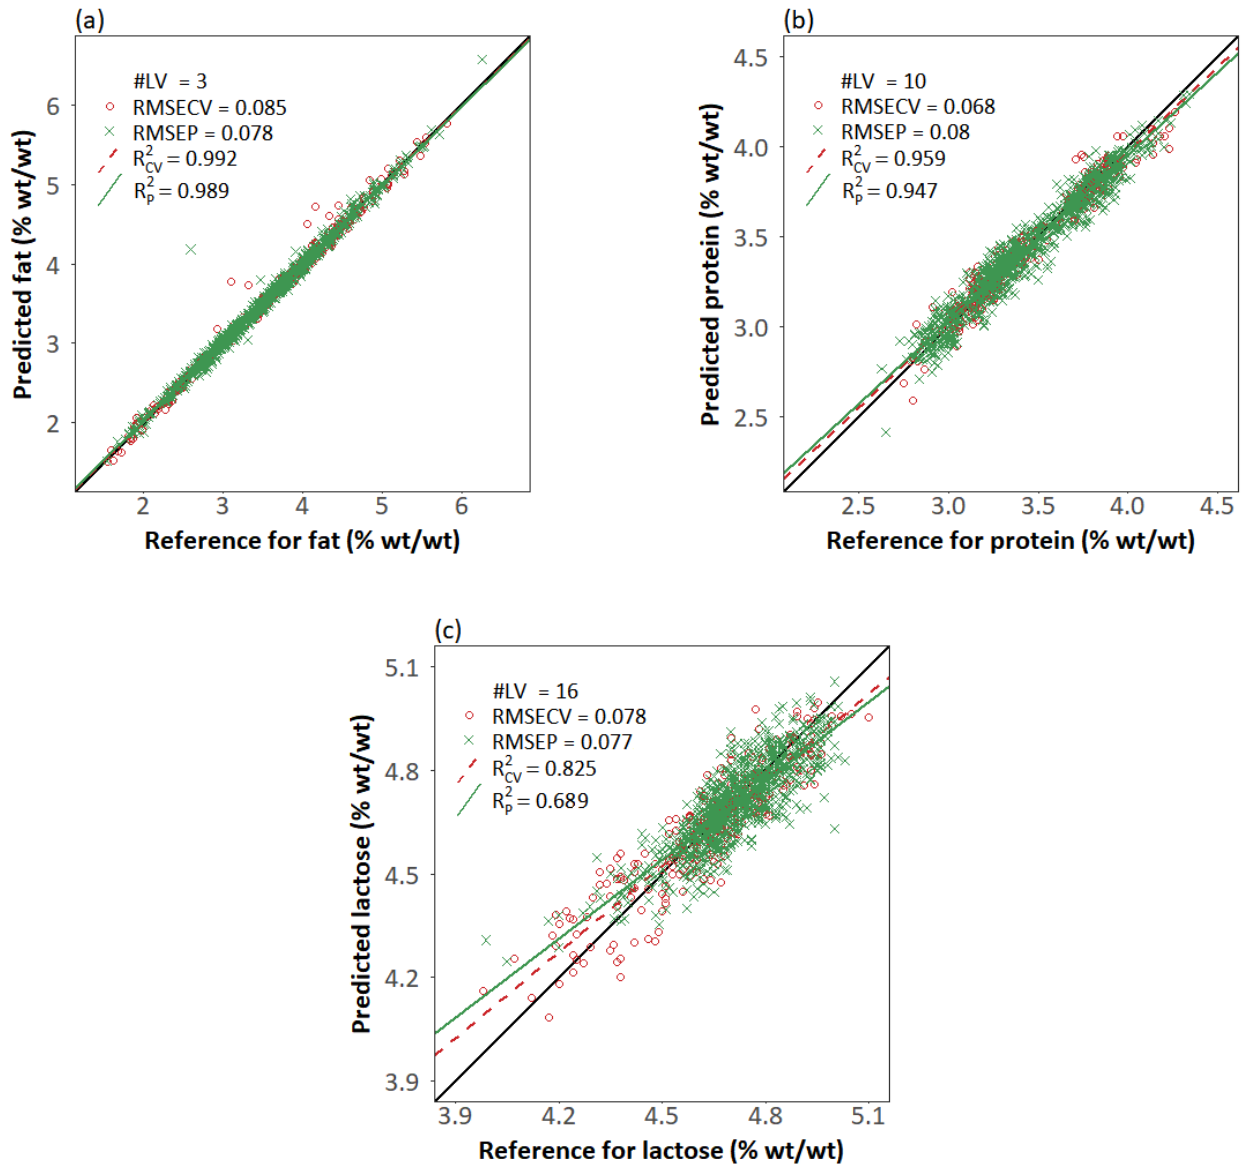 (a)
#LV = 3
RMSECV = 0.085
RMSEP = 0.078
R²CV = 0.992
R²P = 0.989
6
5
4
3
2
Predicted fat (% wt/wt)
2 3 4 5 6
Reference for fat (% wt/wt)
(b)
#LV = 10
RMSECV = 0.068
RMSEP = 0.08
R²CV = 0.959
R²P = 0.947
4.5
4.0
3.5
3.0
2.5
Predicted protein (% wt/wt)
2.5 3.0 3.5 4.0 4.5
Reference for protein (% wt/wt)
(c)
#LV = 16
RMSECV = 0.078
RMSEP = 0.077
R²CV = 0.825
R²P = 0.689
5.1
4.8
4.5
4.2
3.9
Predicted lactose (% wt/wt)
3.9 4.2 4.5 4.8 5.1
Reference for lactose (% wt/wt)